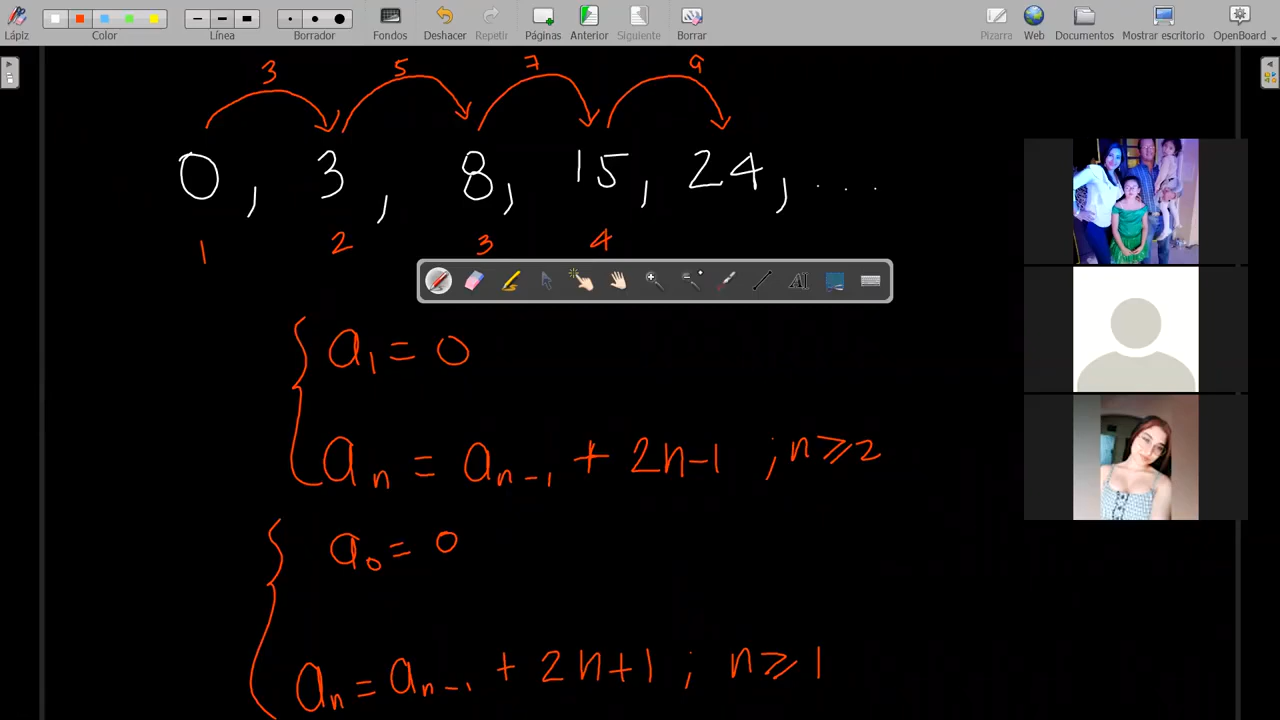 Lápiz Color Línea Borrador Fondos Deshacer Repetir Páginas Anterior Siguiente Borrar Pizarra Web Documentos Mostrar escritorio OpenBoard
3 5 7 9
0, 3, 8, 15, 24, ....
1 2 3 4
AI
a₁ = 0
aₙ = aₙ₋₁ + 2n-1 ; n ⩾ 2
a₀ = 0
aₙ = aₙ₋₁ + 2n+1 ; n ⩾ 1